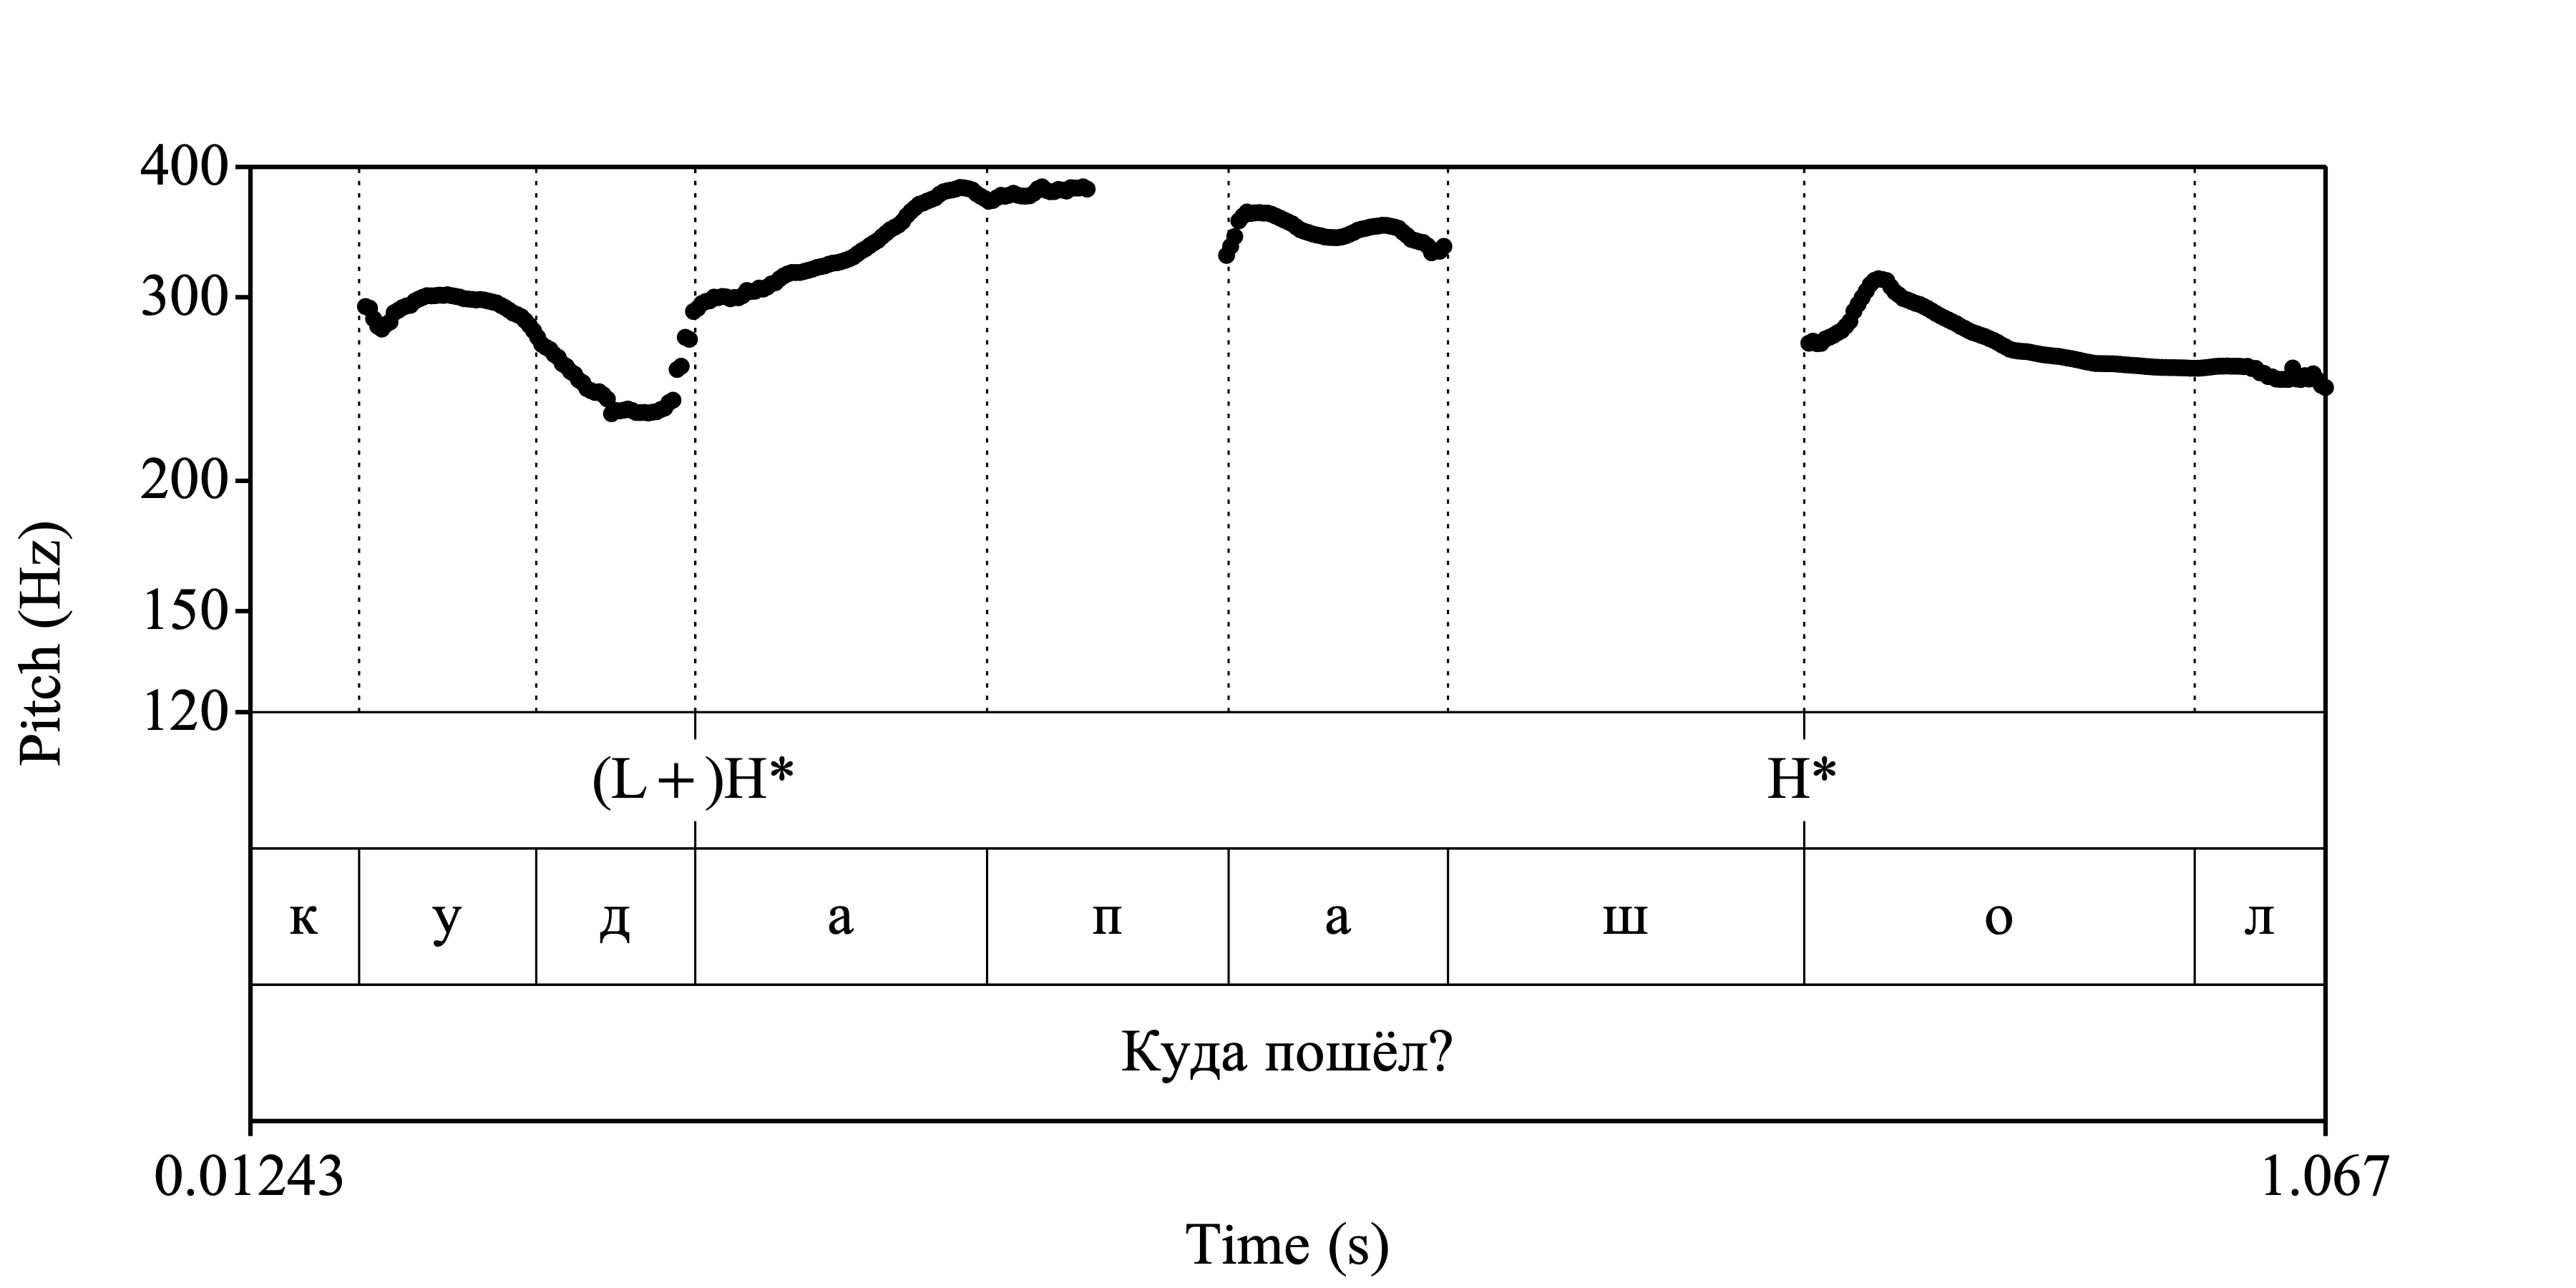 400
300
200
150
120
Pitch (Hz)
(L+)H* H*
к у д а п а ш о л
Куда пошёл?
0.01243 1.067
Time (s)